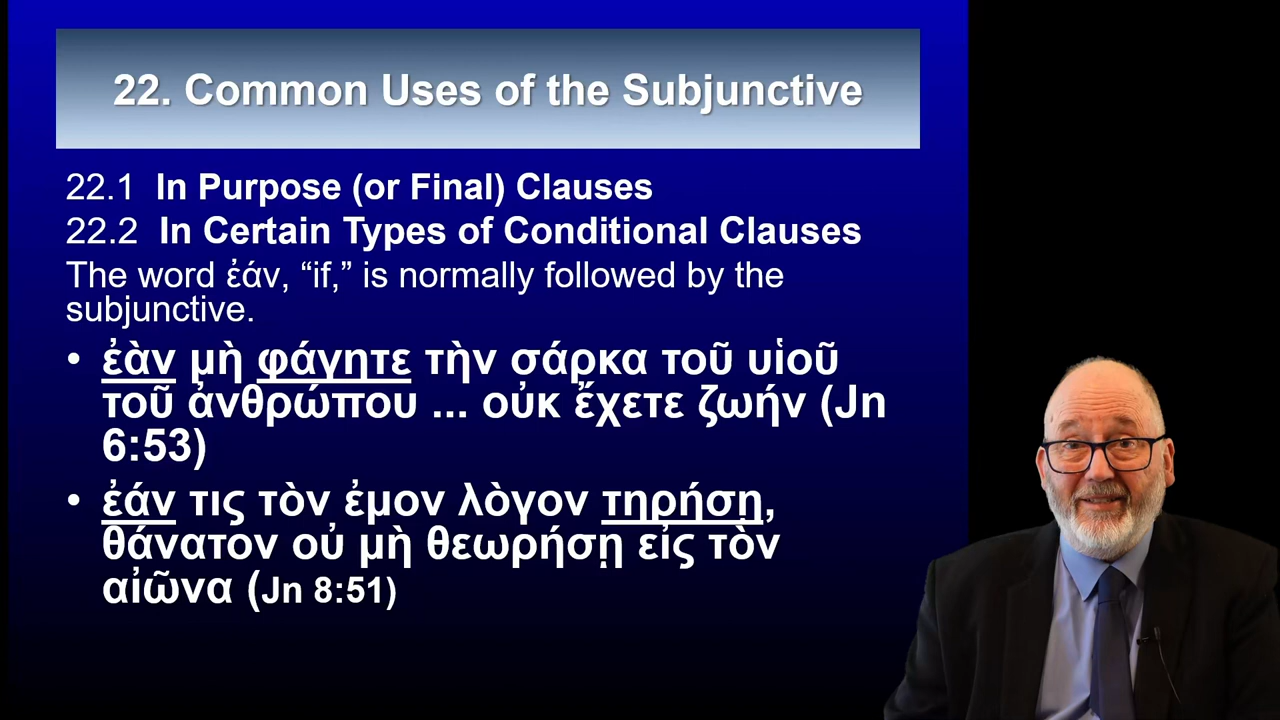 22. Common Uses of the Subjunctive
22.1 In Purpose (or Final) Clauses
22.2 In Certain Types of Conditional Clauses
The word ἐάν, “if,” is normally followed by the
subjunctive.
• ἐὰν μὴ φάγητε τὴν σάρκα τοῦ υἱοῦ
τοῦ ἀνθρώπου ... οὐκ ἔχετε ζωήν (Jn
6:53)
• ἐάν τις τὸν ἐμον λὸγον τηρήσῃ,
θάνατον οὐ μὴ θεωρήσῃ εἰς τὸν
αἰῶνα (Jn 8:51)